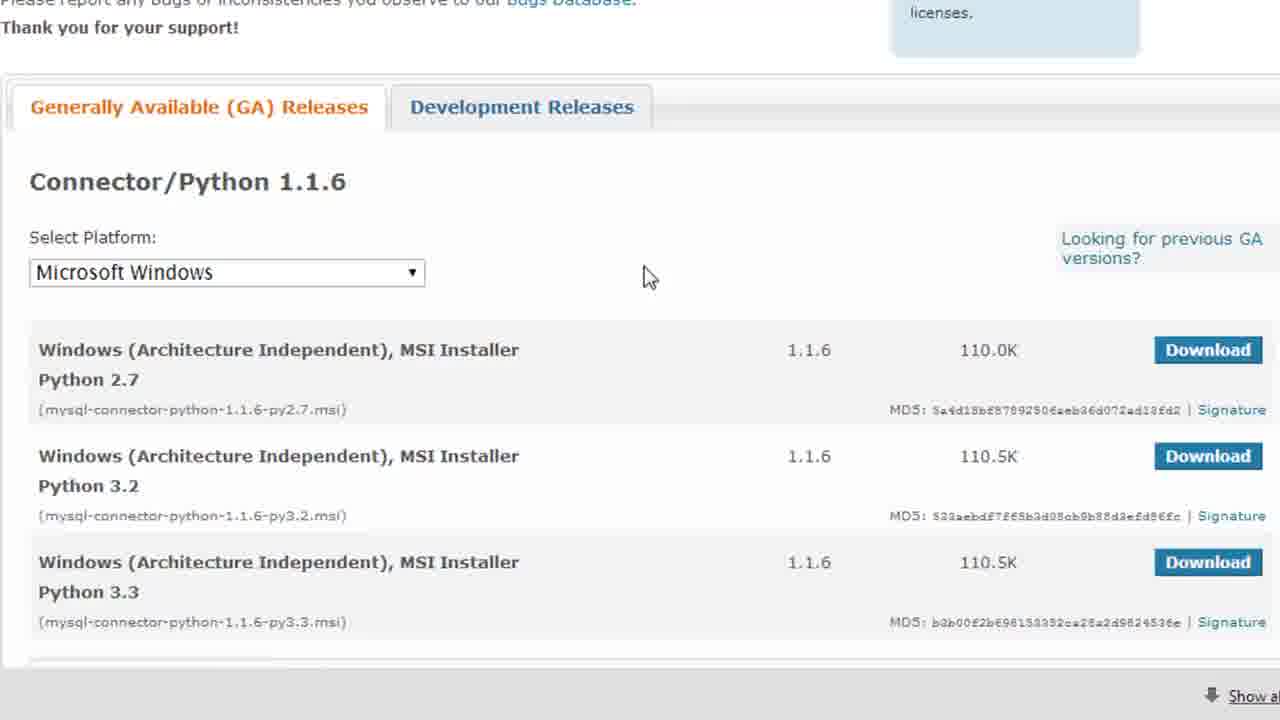 Please report any bugs or inconsistencies you observe to our Bugs Database.
Thank you for your support!
licenses.
Generally Available (GA) Releases
Development Releases
Connector/Python 1.1.6
Select Platform:
Microsoft Windows
Looking for previous GA
versions?
Windows (Architecture Independent), MSI Installer 1.1.6 110.0K Download
Python 2.7
(mysql-connector-python-1.1.6-py2.7.msi) MD5: | Signature
Windows (Architecture Independent), MSI Installer 1.1.6 110.5K Download
Python 3.2
(mysql-connector-python-1.1.6-py3.2.msi) MD5: | Signature
Windows (Architecture Independent), MSI Installer 1.1.6 110.5K Download
Python 3.3
(mysql-connector-python-1.1.6-py3.3.msi) MD5: | Signature
Show